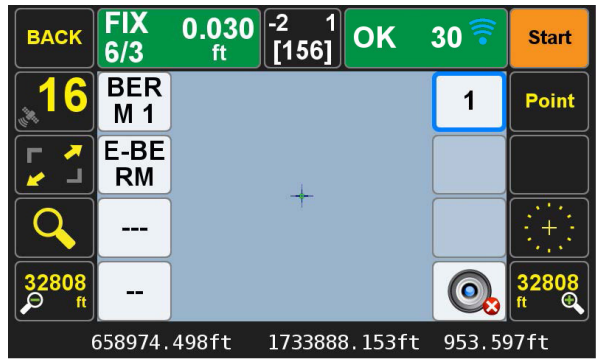 BACK
FIX 0.030
6/3 ft
-2 1
[156]
OK 30
Start
16
BER
M 1
1
Point
E-BE
RM
---
32808
ft
--
32808
ft
658974.498ft 1733888.153ft 953.597ft